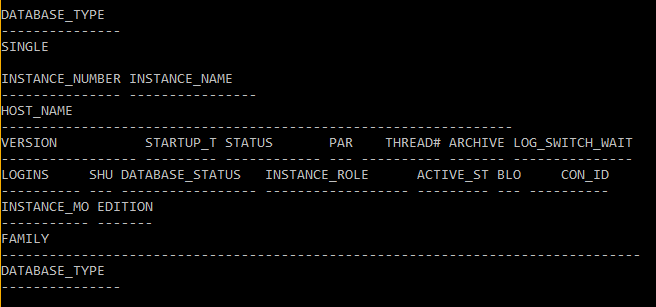 DATABASE_TYPE
---------------
SINGLE

INSTANCE_NUMBER INSTANCE_NAME
--------------- ----------------
HOST_NAME
----------------------------------------------------------------
VERSION           STARTUP_T STATUS       PAR    THREAD# ARCHIVE LOG_SWITCH_WAIT
----------------- --------- ------------ --- ---------- ------- ---------------
LOGINS     SHU DATABASE_STATUS   INSTANCE_ROLE      ACTIVE_ST BLO     CON_ID
---------- --- ----------------- ------------------ --------- --- ----------
INSTANCE_MO EDITION
----------- -------
FAMILY
--------------------------------------------------------------------------------
DATABASE_TYPE
---------------